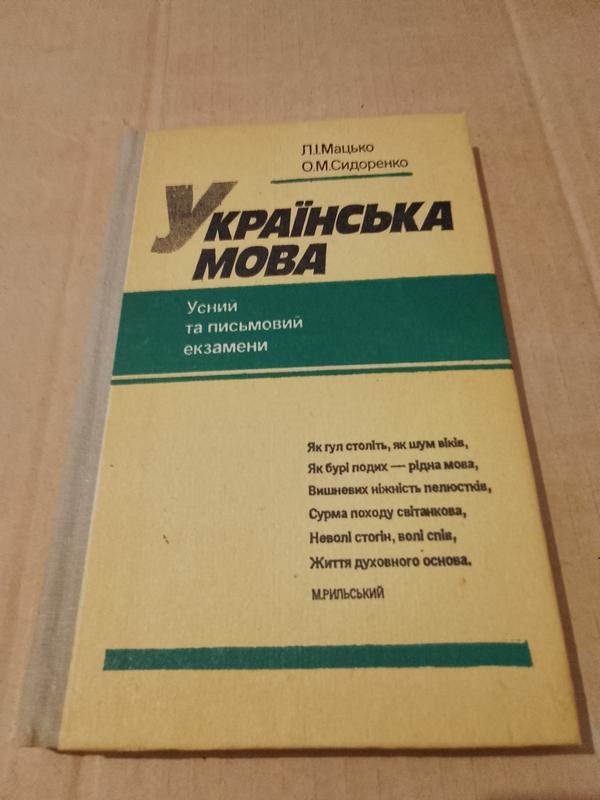 Л.І.Мацько
О.М.Сидоренко
УКРАЇНСЬКА
МОВА
Усний
та письмовий
екзамени
Як гул століть, як шум віків,
Як бурі подих — рідна мова,
Вишневих ніжність пелюстків,
Сурма походу світанкова,
Неволі стогін, волі спів,
Життя духовного основа.
М.РИЛЬСЬКИЙ